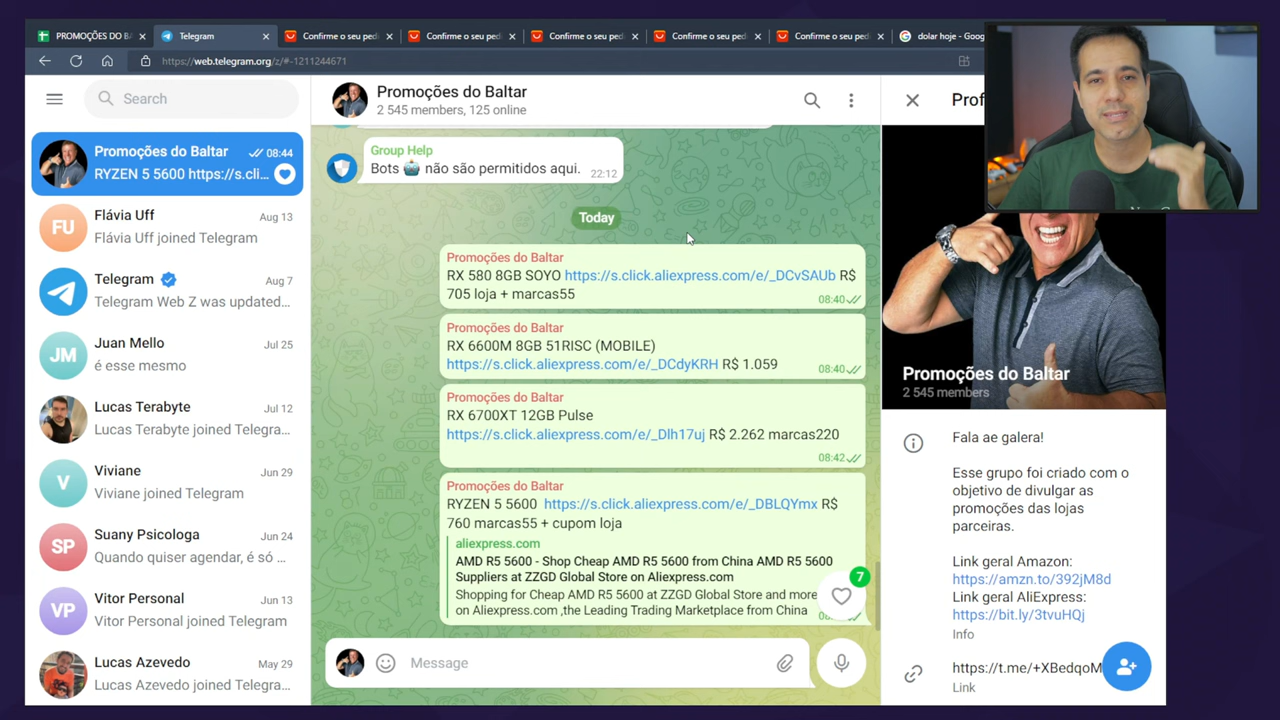 PROMOÇÕES DO BA
Telegram
Confirme o seu ped
Confirme o seu ped
Confirme o seu ped
Confirme o seu ped
Confirme o seu ped
dolar hoje - Goog
https://web.telegram.org/z/#-1211244671
Search
Promoções do Baltar
08:44
RYZEN 5 5600 https://s.cli...
Flávia Uff
Aug 13
Flávia Uff joined Telegram
Telegram
Aug 7
Telegram Web Z was updated...
Juan Mello
Jul 25
é esse mesmo
Lucas Terabyte
Jul 12
Lucas Terabyte joined Telegra...
Viviane
Jun 29
Viviane joined Telegram
Suany Psicologa
Jun 24
Quando quiser agendar, é só ...
Vitor Personal
Jun 13
Vitor Personal joined Telegram
Lucas Azevedo
May 29
Lucas Azevedo joined Telegra...
FU
JM
V
SP
VP
Promoções do Baltar
2 545 members, 125 online
Group Help
Bots não são permitidos aqui.
22:12
Today
Promoções do Baltar
RX 580 8GB SOYO https://s.click.aliexpress.com/e/_DCvSAUb R$
705 loja + marcas55
08:40
Promoções do Baltar
RX 6600M 8GB 51RISC (MOBILE)
https://s.click.aliexpress.com/e/_DCdyKRH R$ 1.059
08:40
Promoções do Baltar
RX 6700XT 12GB Pulse
https://s.click.aliexpress.com/e/_Dlh17uj R$ 2.262 marcas220
08:42
Promoções do Baltar
RYZEN 5 5600 https://s.click.aliexpress.com/e/_DBLQYmx R$
760 marcas55 + cupom loja
aliexpress.com
AMD R5 5600 - Shop Cheap AMD R5 5600 from China AMD R5 5600
Suppliers at ZZGD Global Store on Aliexpress.com
Shopping for Cheap AMD R5 5600 at ZZGD Global Store and more
on Aliexpress.com ,the Leading Trading Marketplace from China
7
Message
Prof
Promoções do Baltar
2 545 members
Fala ae galera!
Esse grupo foi criado com o
objetivo de divulgar as
promoções das lojas
parceiras.
Link geral Amazon:
https://amzn.to/392jM8d
Link geral AliExpress:
https://bit.ly/3tvuHQj
Info
https://t.me/+XBedqoM
Link